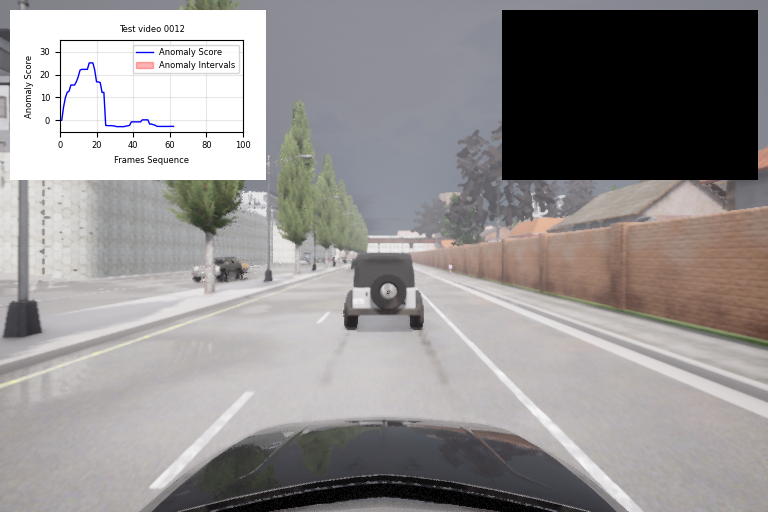 Test video 0012
Anomaly Score
Anomaly Intervals
30
20
10
0
Anomaly Score
0 20 40 60 80 100
Frames Sequence